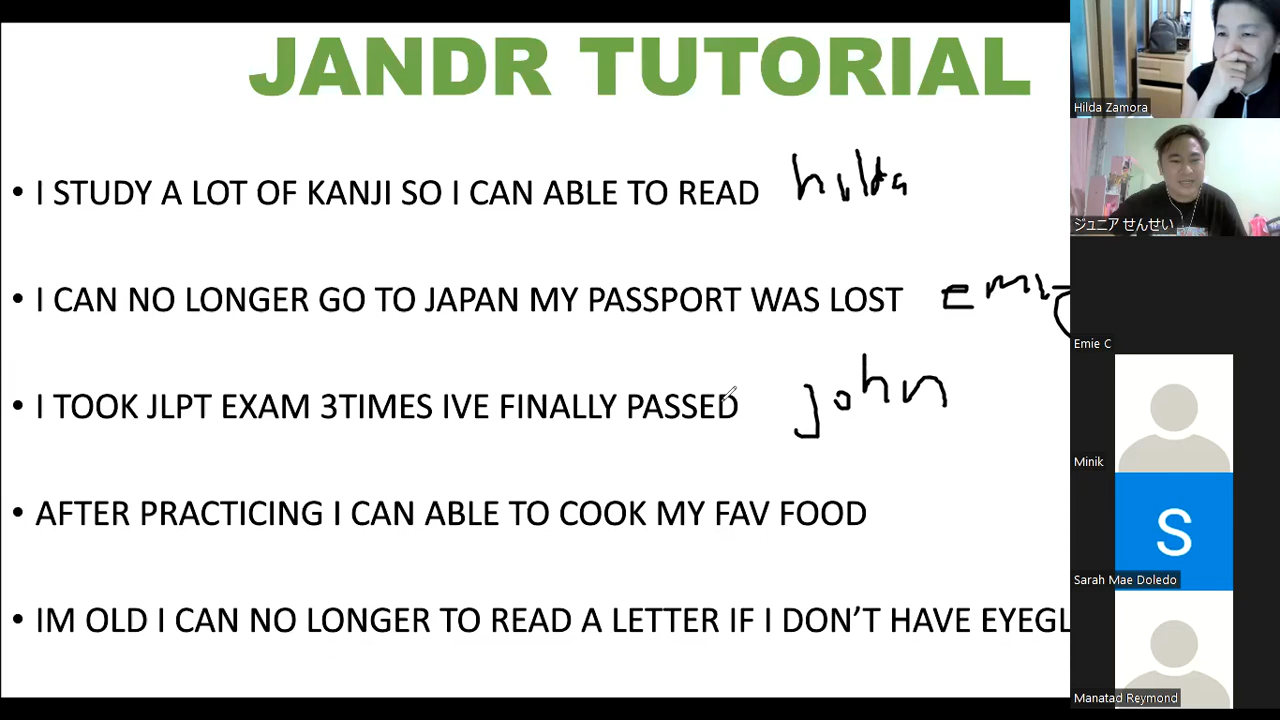 JANDR TUTORIAL
• I STUDY A LOT OF KANJI SO I CAN ABLE TO READ hilda
• I CAN NO LONGER GO TO JAPAN MY PASSPORT WAS LOST
• I TOOK JLPT EXAM 3TIMES IVE FINALLY PASSED john
• AFTER PRACTICING I CAN ABLE TO COOK MY FAV FOOD
• IM OLD I CAN NO LONGER TO READ A LETTER IF I DON'T HAVE EYEGL
Hilda Zamora
ジュニア せんせい
Emie C
Minik
S
Sarah Mae Doledo
Manatad Reymond